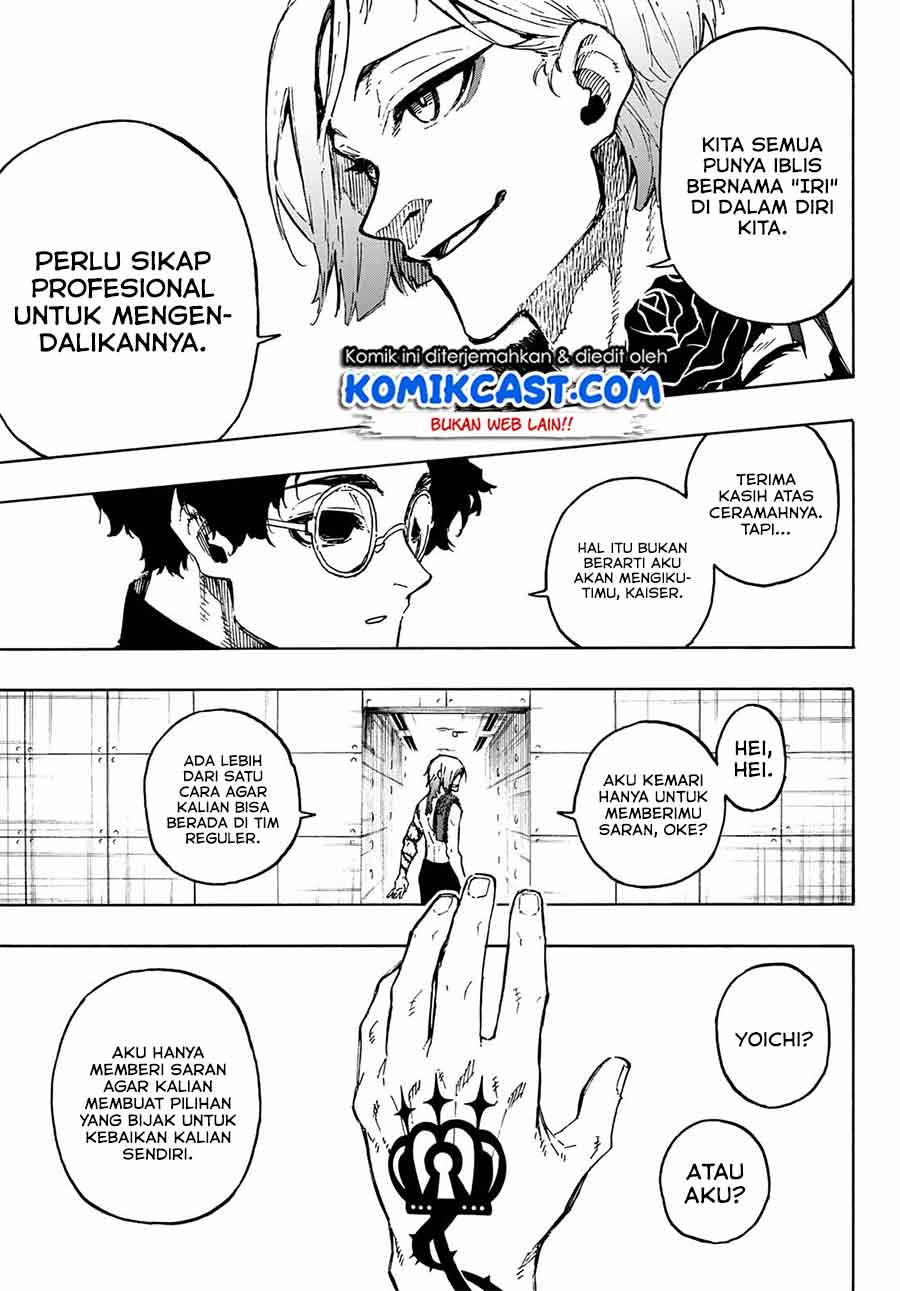 KITA SEMUA
PUNYA IBLIS
BERNAMA "IRI"
DI DALAM DIRI
KITA.
PERLU SIKAP
PROFESIONAL
UNTUK MENGEN-
DALIKANNYA.
Komik ini diterjemahkan & diedit oleh
KOMIKCAST.COM
BUKAN WEB LAIN!!
TERIMA
KASIH ATAS
CERAMAHNYA.
TAPI...
HAL ITU BUKAN
BERARTI AKU
AKAN MENGIKU-
TIMU, KAISER.
HEI,
HEI.
AKU KEMARI
HANYA UNTUK
MEMBERIMU
SARAN, OKE?
ADA LEBIH
DARI SATU
CARA AGAR
KALIAN BISA
BERADA DI TIM
REGULER.
YOICHI?
ATAU
AKU?
AKU HANYA
MEMBERI SARAN
AGAR KALIAN
MEMBUAT PILIHAN
YANG BIJAK UNTUK
KEBAIKAN KALIAN
SENDIRI.